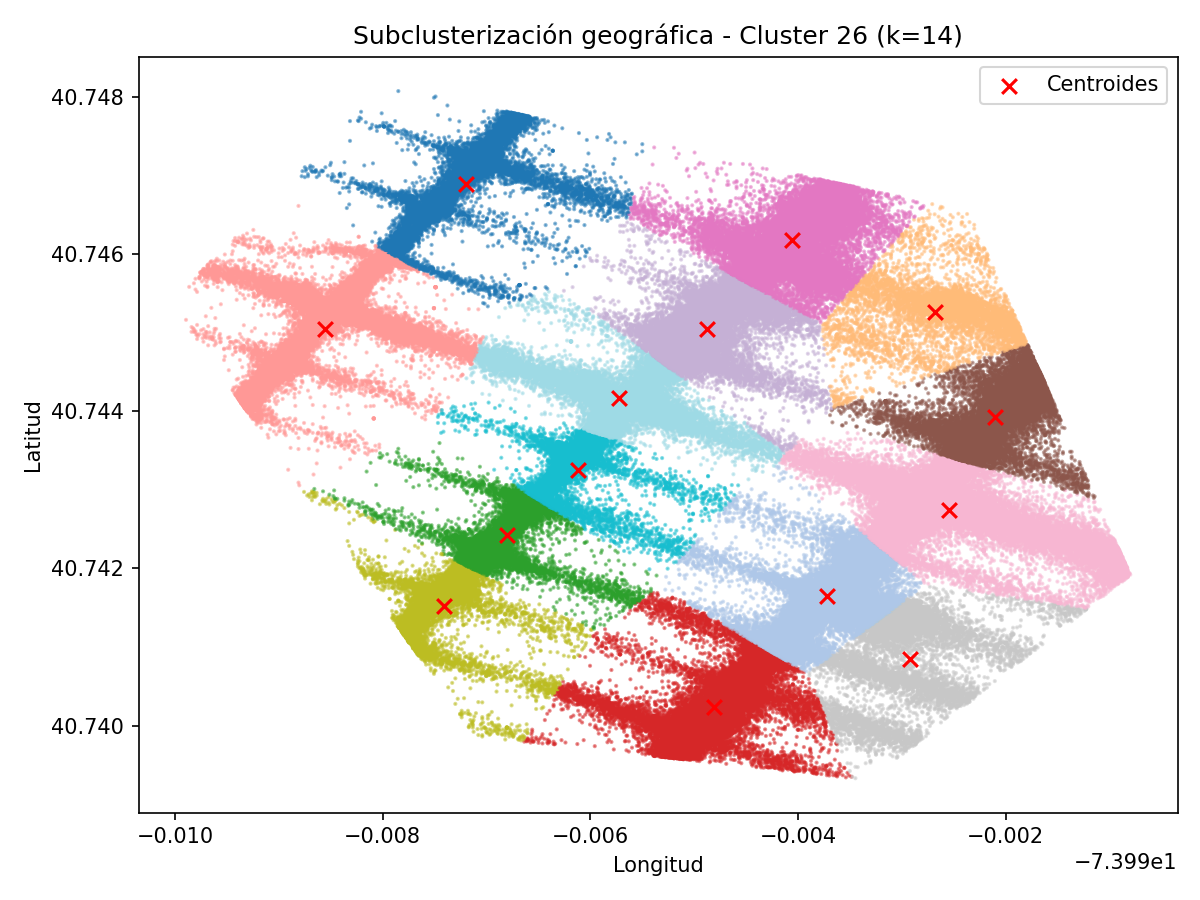 Subclusterización geográfica - Cluster 26 (k=14)
Centroides
40.748
40.746
40.744
40.742
40.740
Latitud
−0.010
−0.008
−0.006
−0.004
−0.002
Longitud
−7.399e1